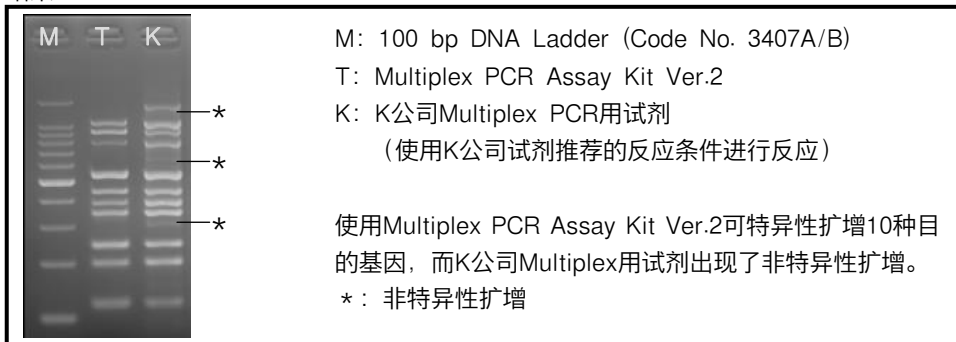 M T K
*
*
*
M: 100 bp DNA Ladder (Code No. 3407A/B)
T: Multiplex PCR Assay Kit Ver.2
K: K公司Multiplex PCR用试剂
（使用K公司试剂推荐的反应条件进行反应）
使用Multiplex PCR Assay Kit Ver.2可特异性扩增10种目
的基因，而K公司Multiplex用试剂出现了非特异性扩增。
*: 非特异性扩增